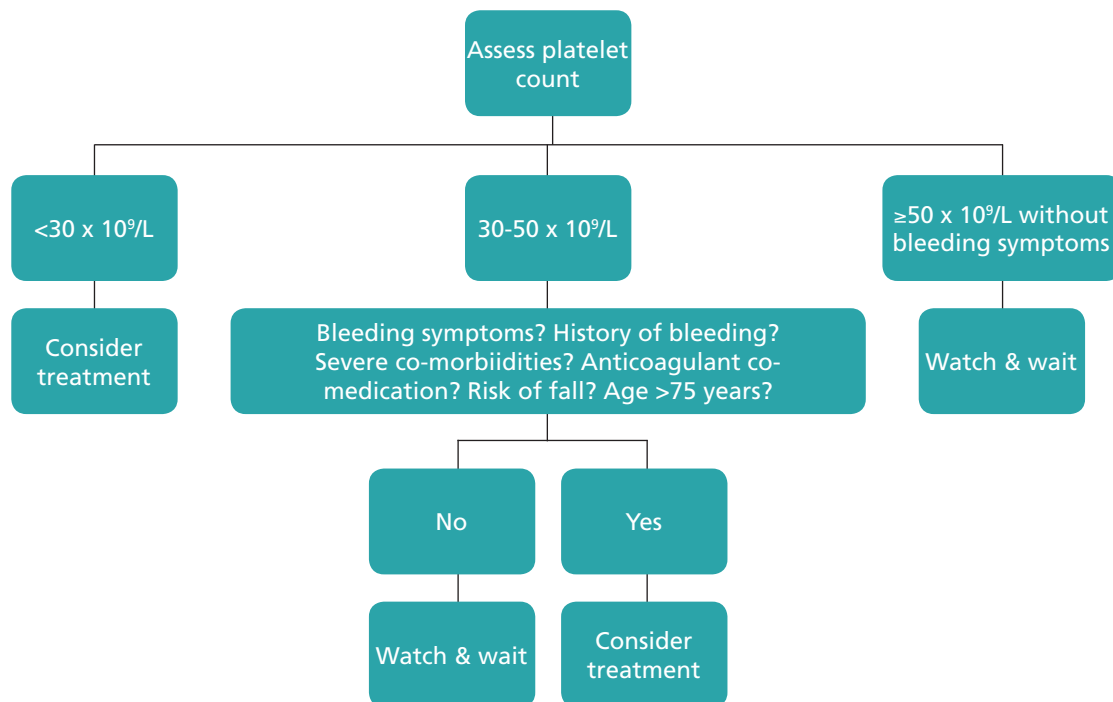 Assess platelet
count
<30 x 10⁹/L
30-50 x 10⁹/L
≥50 x 10⁹/L without
bleeding symptoms
Consider
treatment
Bleeding symptoms? History of bleeding?
Severe co-morbiidities? Anticoagulant co-
medication? Risk of fall? Age >75 years?
Watch & wait
No
Yes
Watch & wait
Consider
treatment